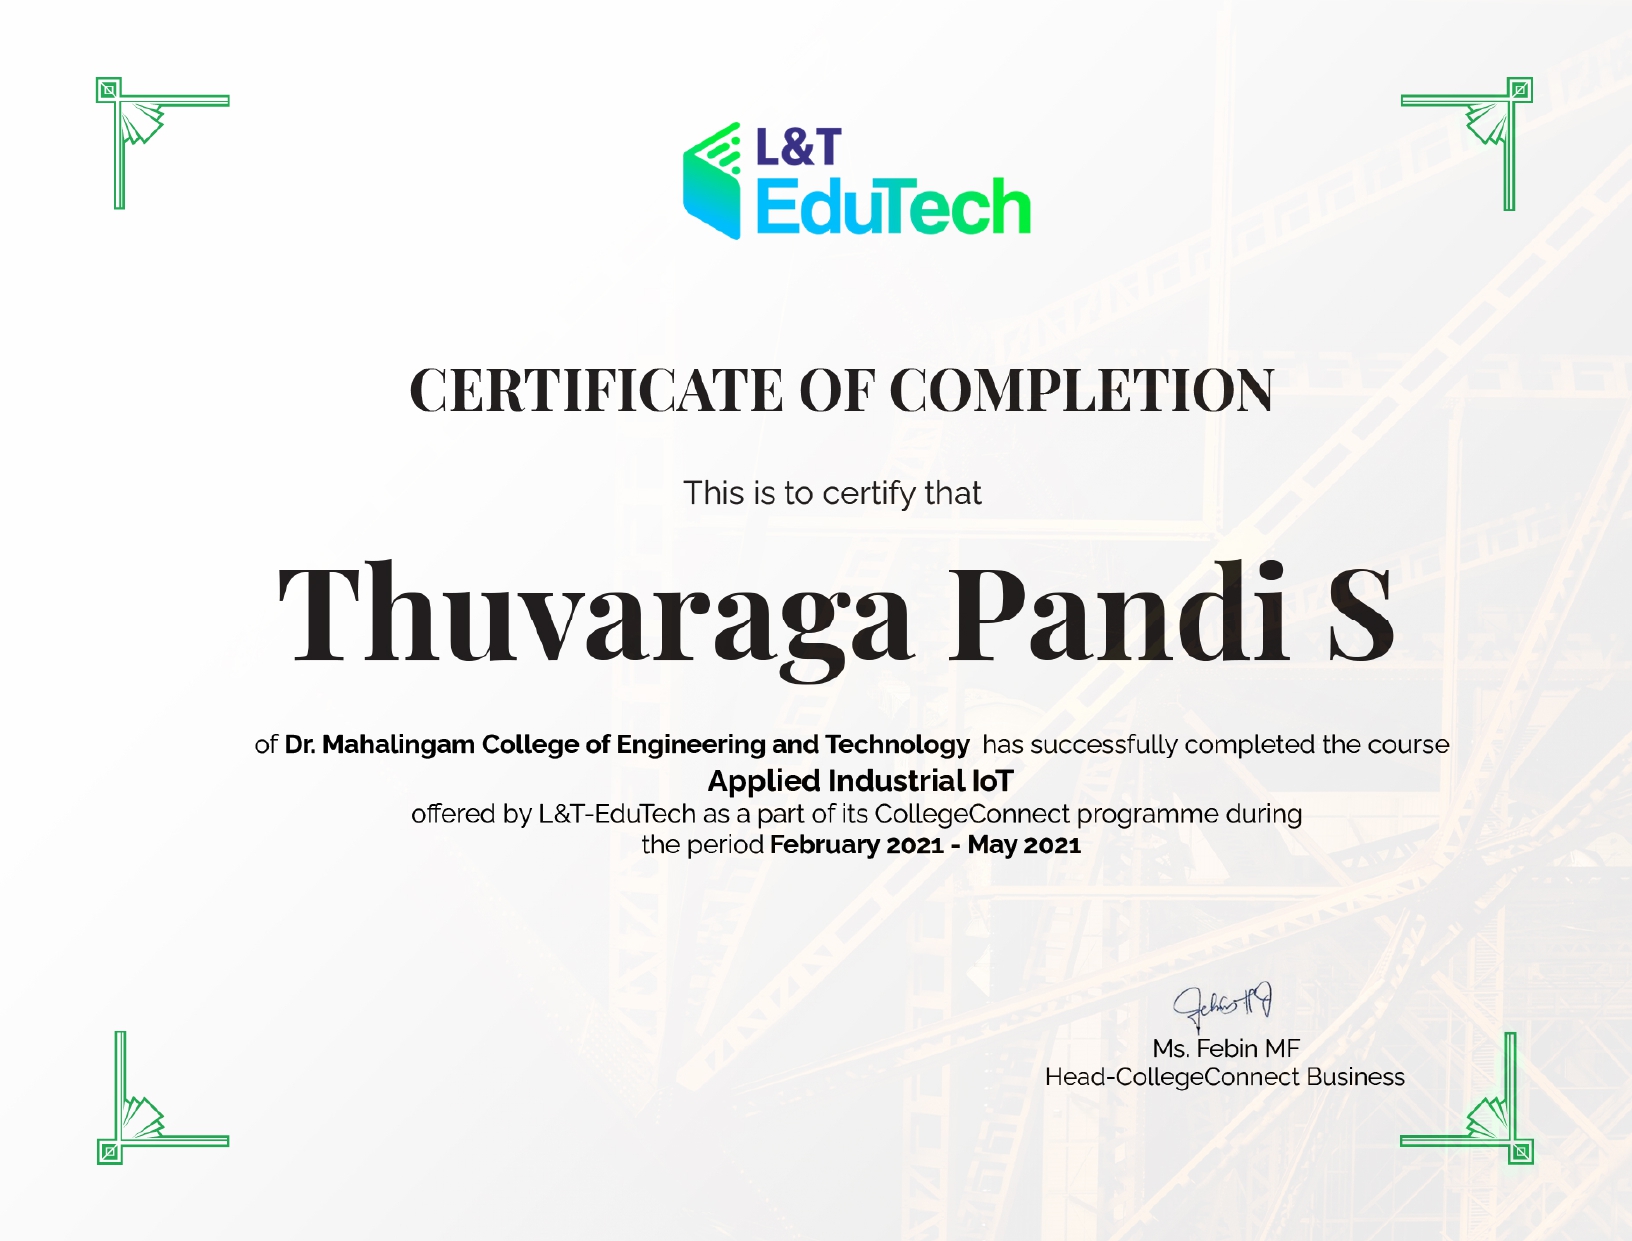 L&T
EduTech
CERTIFICATE OF COMPLETION
This is to certify that
Thuvaraga Pandi S
of Dr. Mahalingam College of Engineering and Technology has successfully completed the course
Applied Industrial IoT
offered by L&T-EduTech as a part of its CollegeConnect programme during
the period February 2021 - May 2021
Ms. Febin MF
Head-CollegeConnect Business